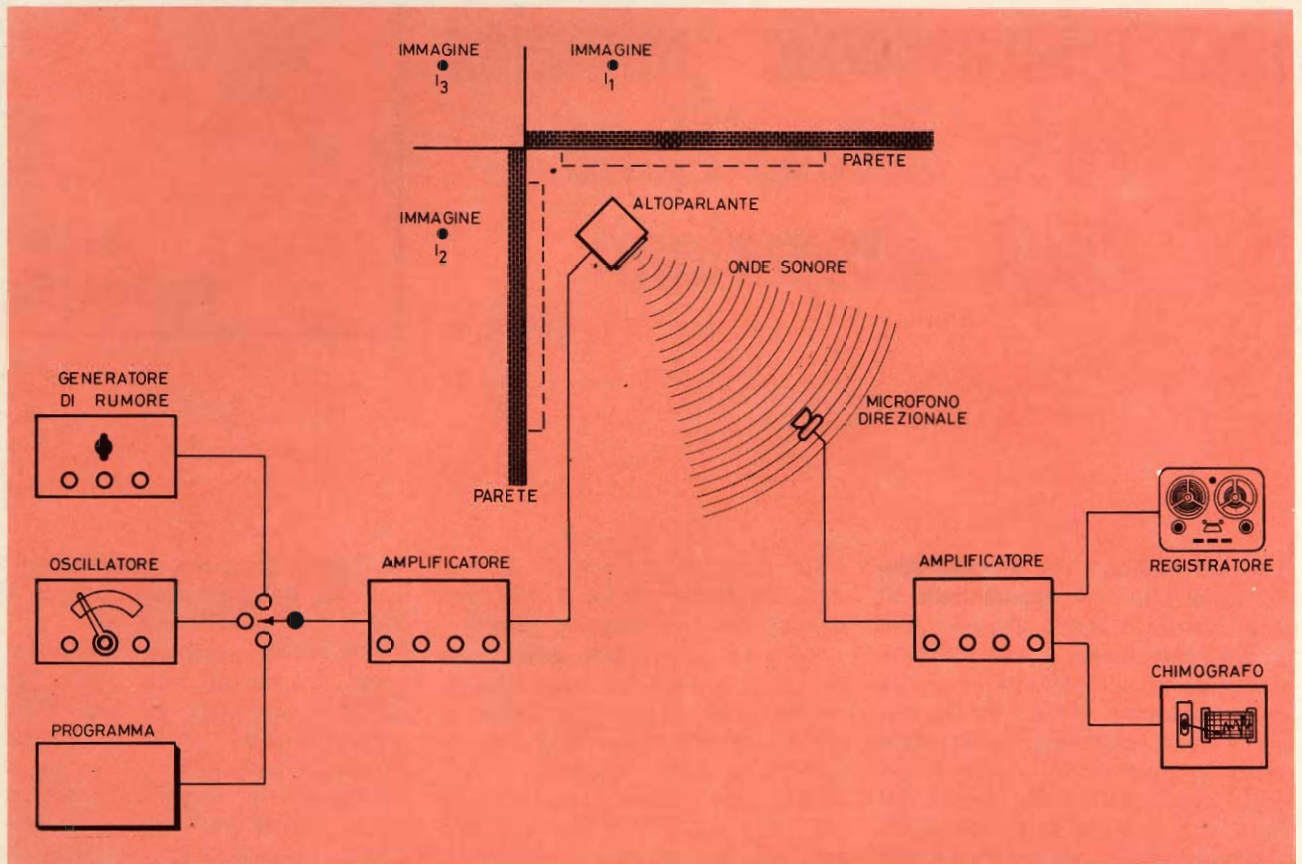 IMMAGINE
I3
IMMAGINE
I1
PARETE
IMMAGINE
I2
ALTOPARLANTE
ONDE SONORE
GENERATORE
DI RUMORE
MICROFONO
DIREZIONALE
PARETE
OSCILLATORE
AMPLIFICATORE
AMPLIFICATORE
REGISTRATORE
CHIMOGRAFO
PROGRAMMA